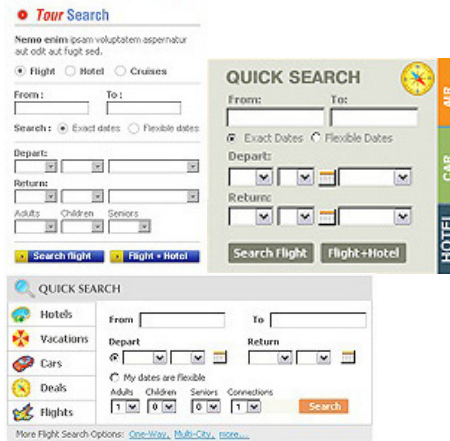 Tour Search
Nemo enim ipsam voluptatem aspernatur
aut odit aut fugit sed.
Flight Hotel Cruises
From: To:
Search: Exact dates Flexible dates
Depart:
Return:
Adults Children Seniors
Search flight Flight + Hotel
QUICK SEARCH
From: To:
Exact Dates Flexible Dates
Depart:
Return:
Search Flight Flight+Hotel
AIR
CAR
HOTEL
QUICK SEARCH
Hotels
Vacations
Cars
Deals
Flights
From To
Depart Return
My dates are flexible
Adults Children Seniors Connections
1 0 0 1
Search
More Flight Search Options: One-Way, Multi-City, more...